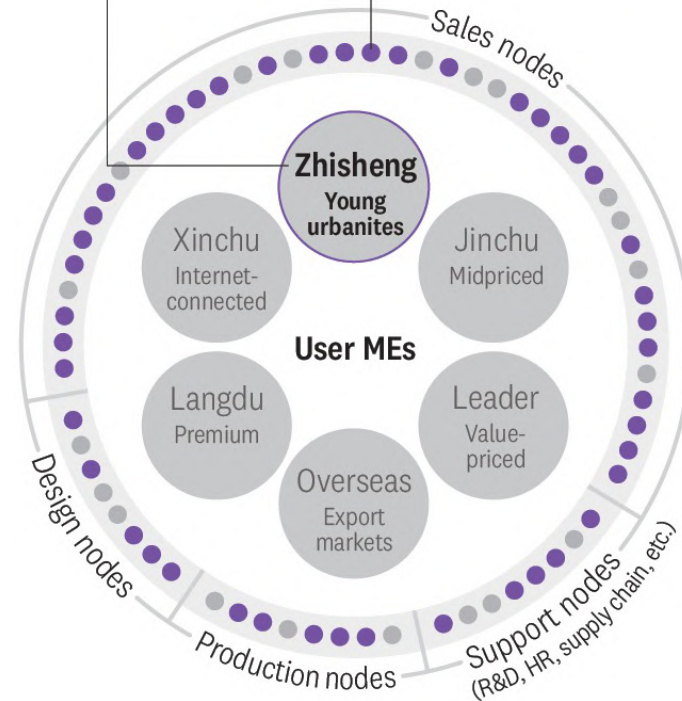 Sales nodes
Zhisheng
Young
urbanites
Xinchu
Internet-
connected
Jinchu
Midpriced
User MEs
Langdu
Premium
Leader
Value-
priced
Overseas
Export
markets
Design nodes
Production nodes
Support nodes
(R&D, HR, supply chain, etc.)